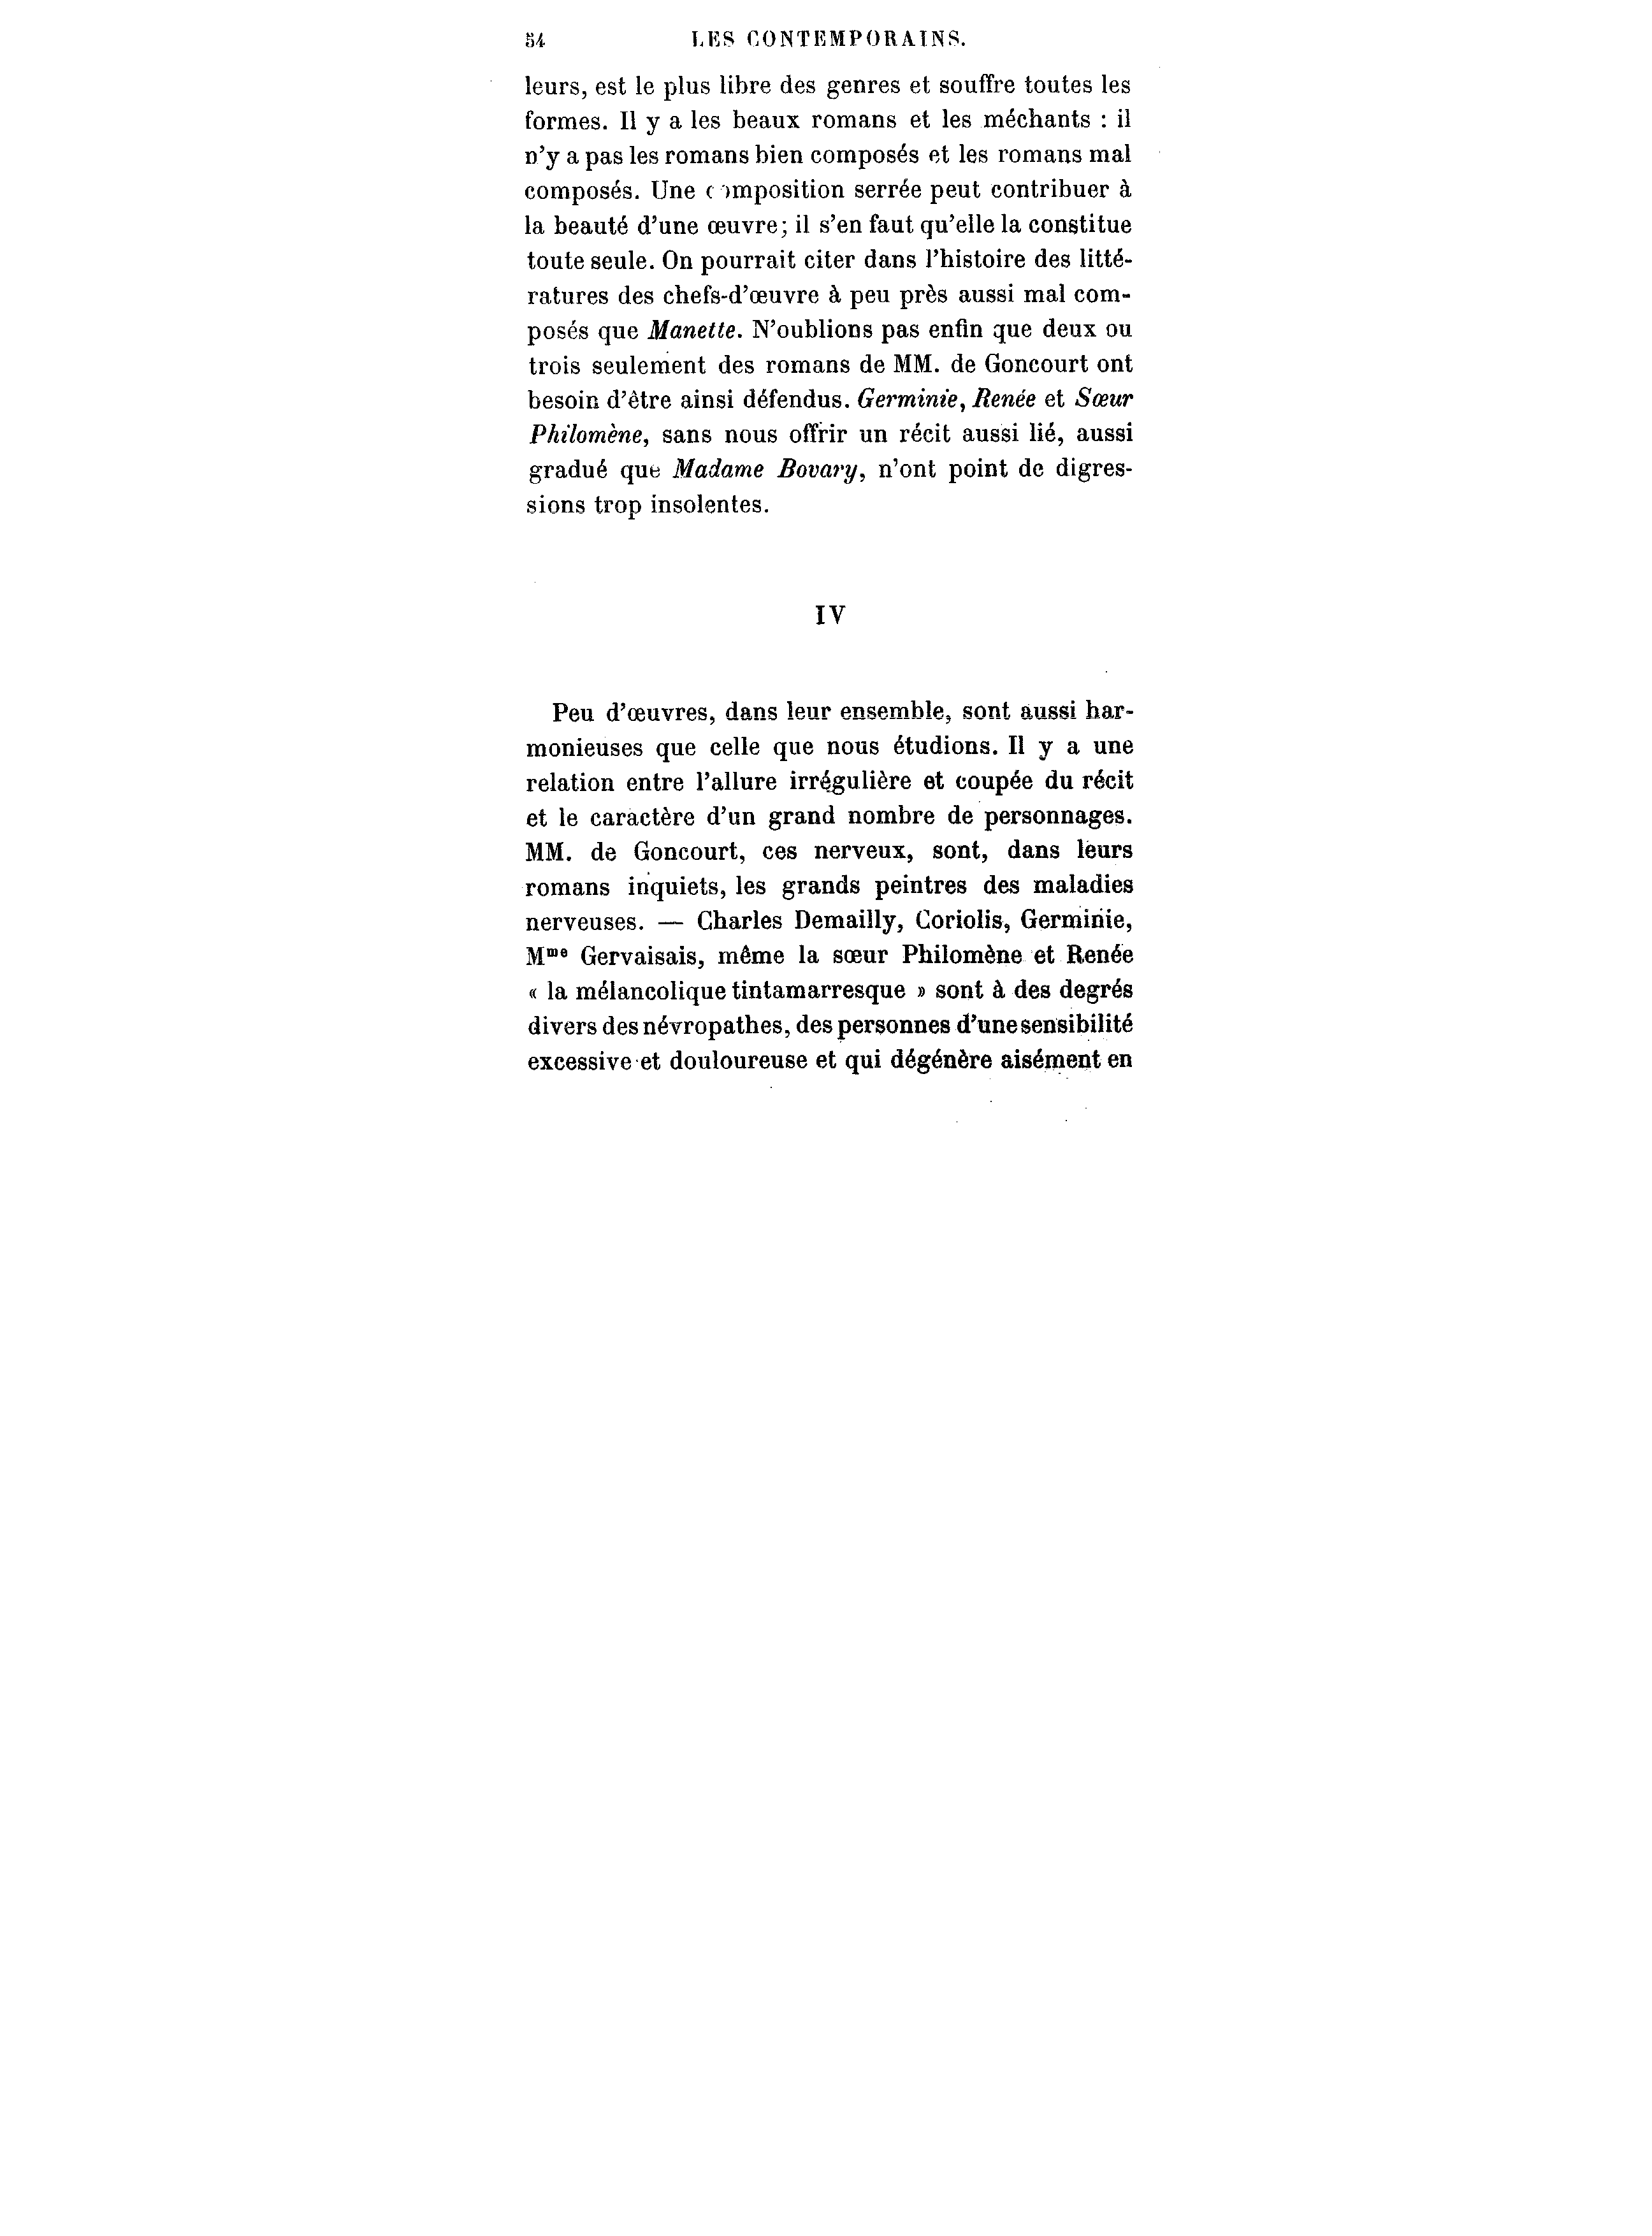 54 LES CONTEMPORAINS.
leurs, est le plus libre des genres et souffre toutes les
formes. Il y a les beaux romans et les méchants : il
n'y a pas les romans bien composés et les romans mal
composés. Une composition serrée peut contribuer à
la beauté d'une œuvre; il s'en faut qu'elle la constitue
toute seule. On pourrait citer dans l'histoire des litté-
ratures des chefs-d'œuvre à peu près aussi mal com-
posés que Manette. N'oublions pas enfin que deux ou
trois seulement des romans de MM. de Goncourt ont
besoin d'être ainsi défendus. Germinie, Renée et Sœur
Philomène, sans nous offrir un récit aussi lié, aussi
gradué que Madame Bovary, n'ont point de digres-
sions trop insolentes.
IV
Peu d'œuvres, dans leur ensemble, sont aussi har-
monieuses que celle que nous étudions. Il y a une
relation entre l'allure irrégulière et coupée du récit
et le caractère d'un grand nombre de personnages.
MM. de Goncourt, ces nerveux, sont, dans leurs
romans inquiets, les grands peintres des maladies
nerveuses. — Charles Demailly, Coriolis, Germinie,
Mme Gervaisais, même la sœur Philomène et Renée
« la mélancolique tintamarresque » sont à des degrés
divers des névropathes, des personnes d'une sensibilité
excessive et douloureuse et qui dégénère aisément en